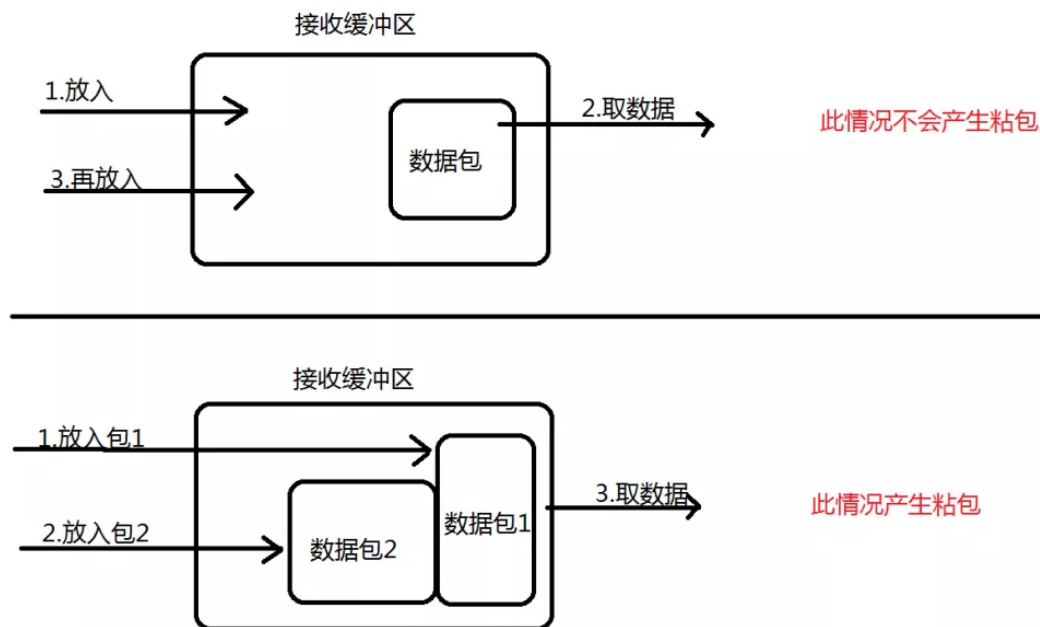 接收缓冲区
1.放入
2.取数据
此情况不会产生粘包
数据包
3.再放入
接收缓冲区
1.放入包1
3.取数据
此情况产生粘包
数据包1
2.放入包2
数据包2